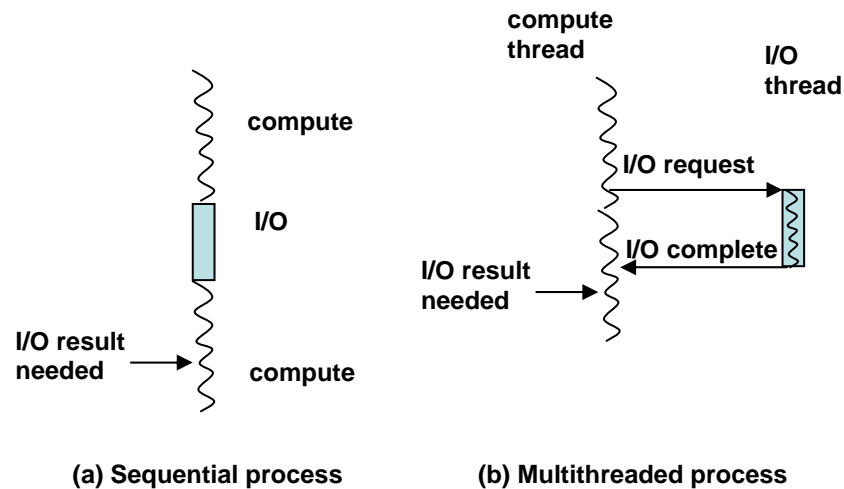 compute
I/O
I/O result
needed
compute
(a) Sequential process
compute
thread
I/O
thread
I/O request
I/O complete
I/O result
needed
(b) Multithreaded process